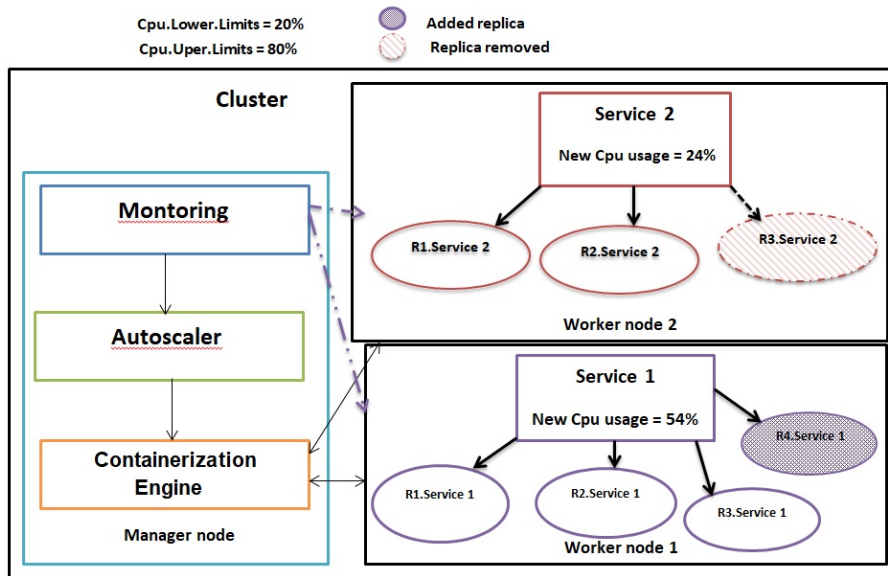 Cpu.Lower.Limits = 20%
Added replica
Cpu.Uper.Limits = 80%
Replica removed
Cluster
Service 2
New Cpu usage = 24%
Montoring
R1.Service 2
R2.Service 2
R3.Service 2
Worker node 2
Autoscaler
Service 1
New Cpu usage = 54%
R4.Service 1
Containerization
Engine
R1.Service 1
R2.Service 1
R3.Service 1
Manager node
Worker node 1